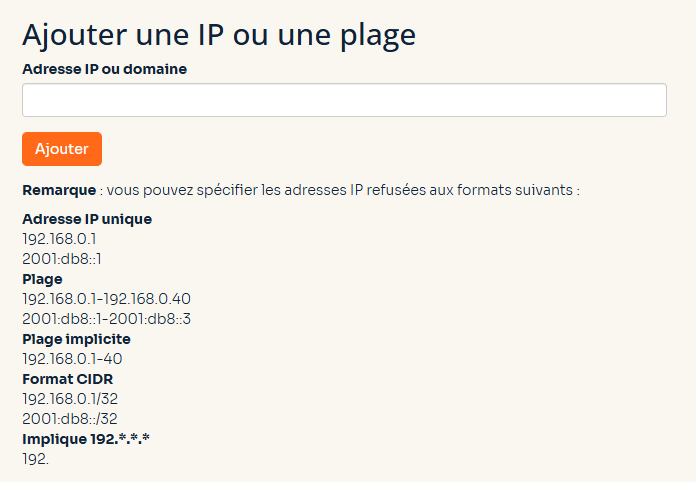 Ajouter une IP ou une plage
Adresse IP ou domaine
Ajouter
Remarque : vous pouvez spécifier les adresses IP refusées aux formats suivants :
Adresse IP unique
192.168.0.1
2001:db8::1
Plage
192.168.0.1-192.168.0.40
2001:db8::1-2001:db8::3
Plage implicite
192.168.0.1-40
Format CIDR
192.168.0.1/32
2001:db8::/32
Implique 192.*.*.*
192.